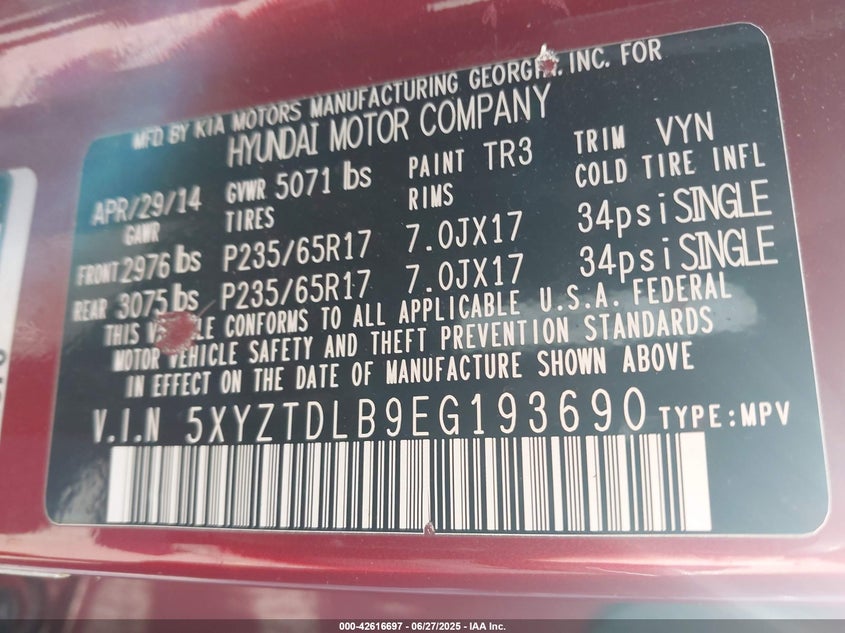 MFD. BY KIA MOTORS MANUFACTURING GEORGIA. INC. FOR
HYUNDAI MOTOR COMPANY
APR/29/14 GVWR 5071 lbs PAINT TR3 TRIM VYN
GAWR TIRES RIMS COLD TIRE INFL
FRONT 2976 lbs P235/65R17 7.0JX17 34psi SINGLE
REAR 3075 lbs P235/65R17 7.0JX17 34psi SINGLE
THIS VEHICLE CONFORMS TO ALL APPLICABLE U.S.A. FEDERAL
MOTOR VEHICLE SAFETY AND THEFT PREVENTION STANDARDS
IN EFFECT ON THE DATE OF MANUFACTURE SHOWN ABOVE
V.I.N 5XYZTDLB9EG193690 TYPE:MPV
000-42616697 - 06/27/2025 - IAA Inc.